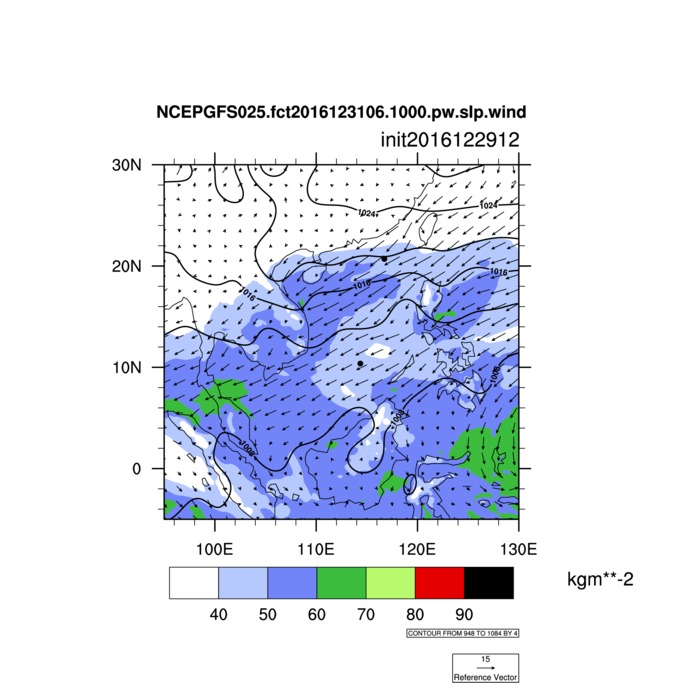 NCEPGFS025.fct2016123106.1000.pw.slp.wind
init2016122912
30N
1024
1024
20N
1016
1016
1016
10N
1008
1008
1008
0
100E 110E 120E 130E
kgm**-2
40 50 60 70 80 90
CONTOUR FROM 948 TO 1084 BY 4
15
Reference Vector